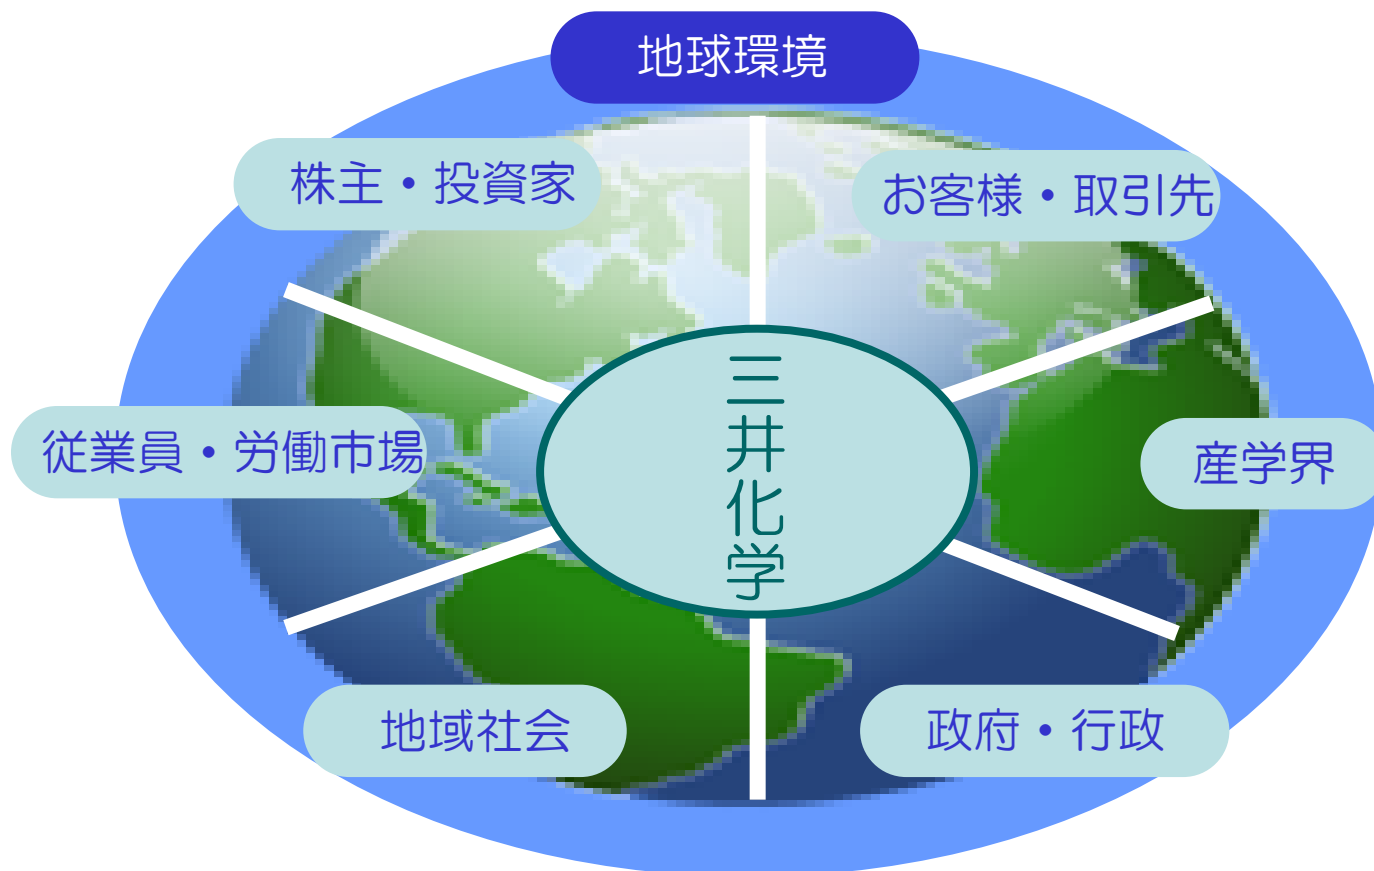 地球環境
株主・投資家
お客様・取引先
三井化学
従業員・労働市場
産学界
地域社会
政府・行政